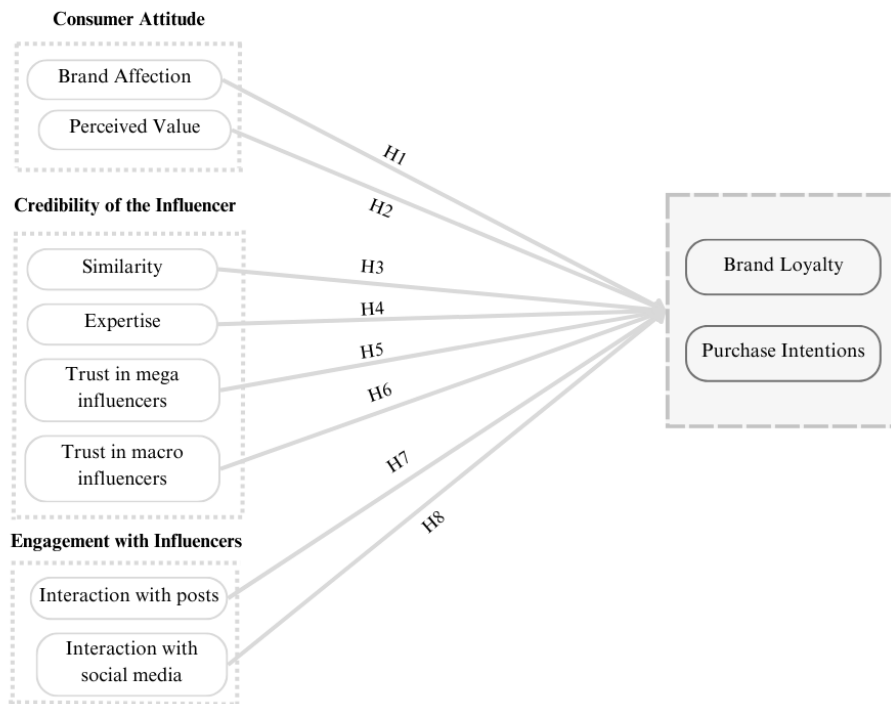 Consumer Attitude
Brand Affection
Perceived Value
H1
H2
Credibility of the Influencer
Similarity
Expertise
Trust in mega
influencers
Trust in macro
influencers
H3
H4
H5
H6
Brand Loyalty
Purchase Intentions
Engagement with Influencers
Interaction with posts
Interaction with
social media
H7
H8